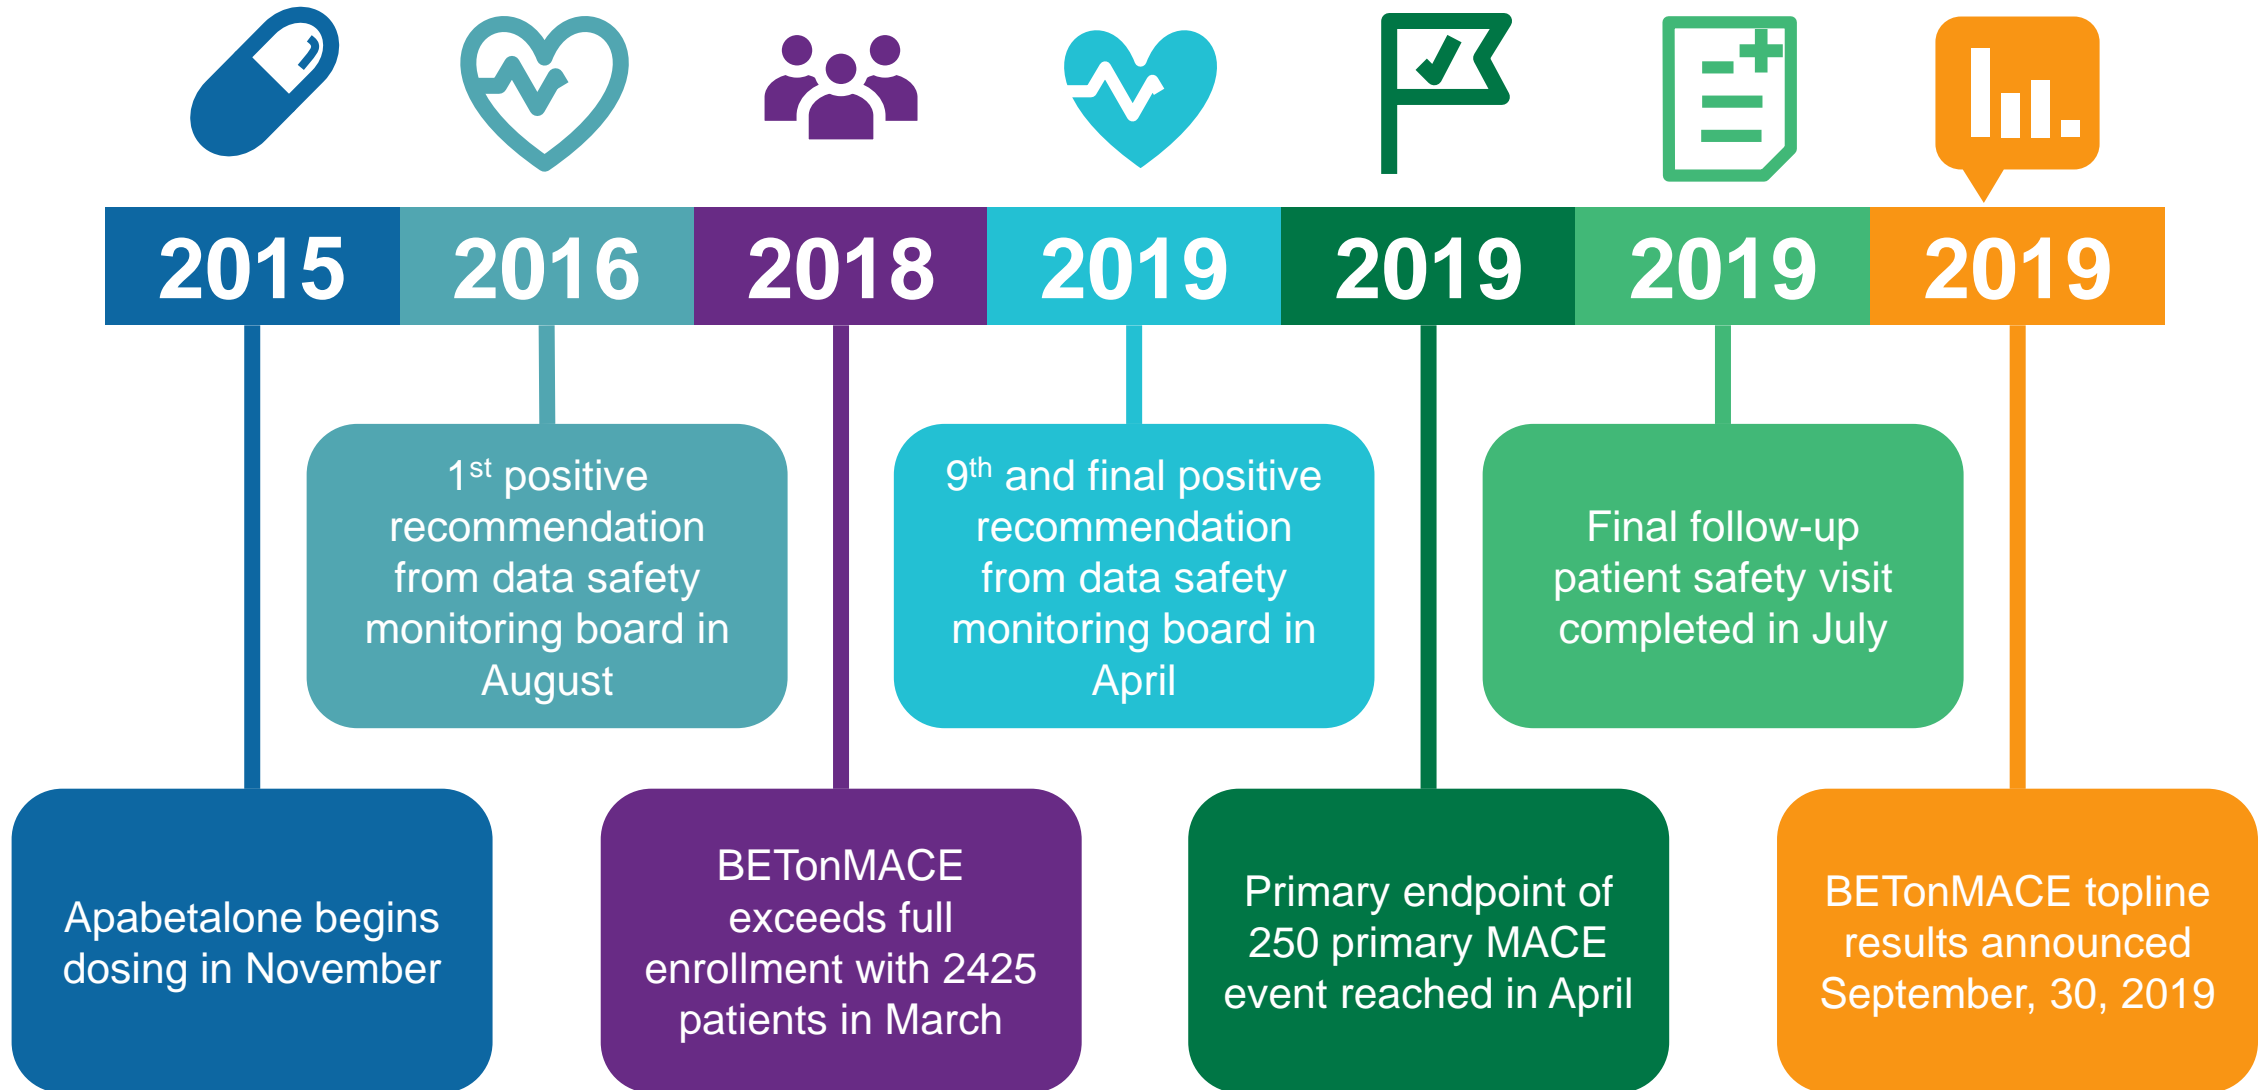 2015
2016
2018
2019
2019
2019
2019
1st positive
recommendation
from data safety
monitoring board in
August
9th and final positive
recommendation
from data safety
monitoring board in
April
Final follow-up
patient safety visit
completed in July
Apabetalone begins
dosing in November
BETonMACE
exceeds full
enrollment with 2425
patients in March
Primary endpoint of
250 primary MACE
event reached in April
BETonMACE topline
results announced
September, 30, 2019